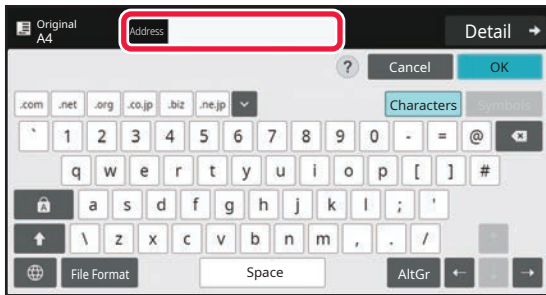 Original
A4
Address
Detail
? Cancel OK
.com .net .org .co.jp .biz .ne.jp Characters Symbols
` 1 2 3 4 5 6 7 8 9 0 - = @
q w e r t y u i o p [ ] #
A a s d f g h j k l ; '
\ z x c v b n m , . /
File Format Space AltGr